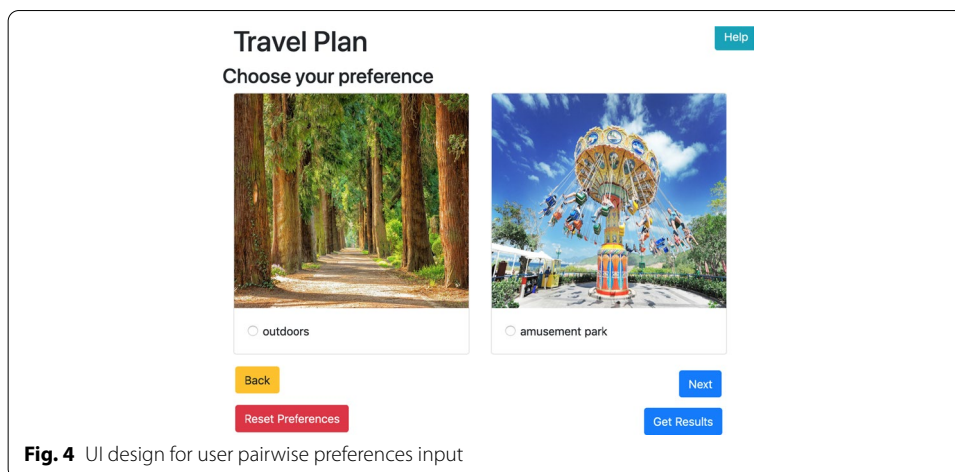 Travel Plan
Help
Choose your preference
outdoors
amusement park
Back
Next
Reset Preferences
Get Results
Fig. 4 UI design for user pairwise preferences input